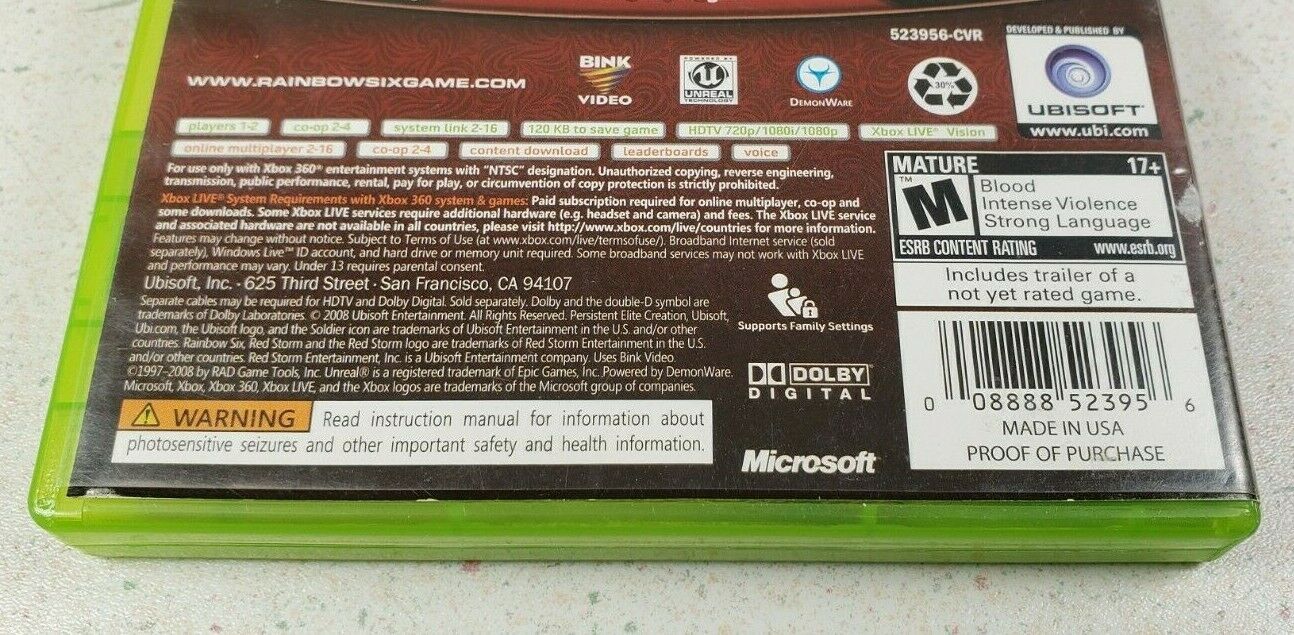 523956-CVR
DEVELOPED & PUBLISHED BY
UBISOFT
www.ubi.com
WWW.RAINBOWSIXGAME.COM
BINK
VIDEO
POWERED BY
UNREAL
TECHNOLOGY
DEMONWARE
30%
players 1-2
co-op 2-4
system link 2-16
120 KB to save game
HDTV 720p/1080i/1080p
Xbox LIVE® Vision
online multiplayer 2-16
co-op 2-4
content download
leaderboards
voice
For use only with Xbox 360® entertainment systems with "NTSC" designation. Unauthorized copying, reverse engineering,
transmission, public performance, rental, pay for play, or circumvention of copy protection is strictly prohibited.
Xbox LIVE® System Requirements with Xbox 360 system & games: Paid subscription required for online multiplayer, co-op and
some downloads. Some Xbox LIVE services require additional hardware (e.g. headset and camera) and fees. The Xbox LIVE service
and associated hardware are not available in all countries, please visit http://www.xbox.com/live/countries for more information.
Features may change without notice. Subject to Terms of Use (at www.xbox.com/live/termsofuse/). Broadband Internet service (sold
separately), Windows Live™ ID account, and hard drive or memory unit required. Some broadband services may not work with Xbox LIVE
and performance may vary. Under 13 requires parental consent.
Ubisoft, Inc. · 625 Third Street · San Francisco, CA 94107
Separate cables may be required for HDTV and Dolby Digital. Sold separately. Dolby and the double-D symbol are
trademarks of Dolby Laboratories. © 2008 Ubisoft Entertainment. All Rights Reserved. Persistent Elite Creation, Ubisoft,
Ubi.com, the Ubisoft logo, and the Soldier icon are trademarks of Ubisoft Entertainment in the U.S. and/or other
countries. Rainbow Six, Red Storm and the Red Storm logo are trademarks of Red Storm Entertainment in the U.S.
and/or other countries. Red Storm Entertainment, Inc. is a Ubisoft Entertainment company. Uses Bink Video.
©1997-2008 by RAD Game Tools, Inc. Unreal® is a registered trademark of Epic Games, Inc. Powered by DemonWare.
Microsoft, Xbox, Xbox 360, Xbox LIVE, and the Xbox logos are trademarks of the Microsoft group of companies.
WARNING Read instruction manual for information about
photosensitive seizures and other important safety and health information.
Supports Family Settings
DOLBY
DIGITAL
Microsoft
MATURE 17+
M™
Blood
Intense Violence
Strong Language
ESRB CONTENT RATING www.esrb.org
Includes trailer of a
not yet rated game.
0 08888 52395 6
MADE IN USA
PROOF OF PURCHASE